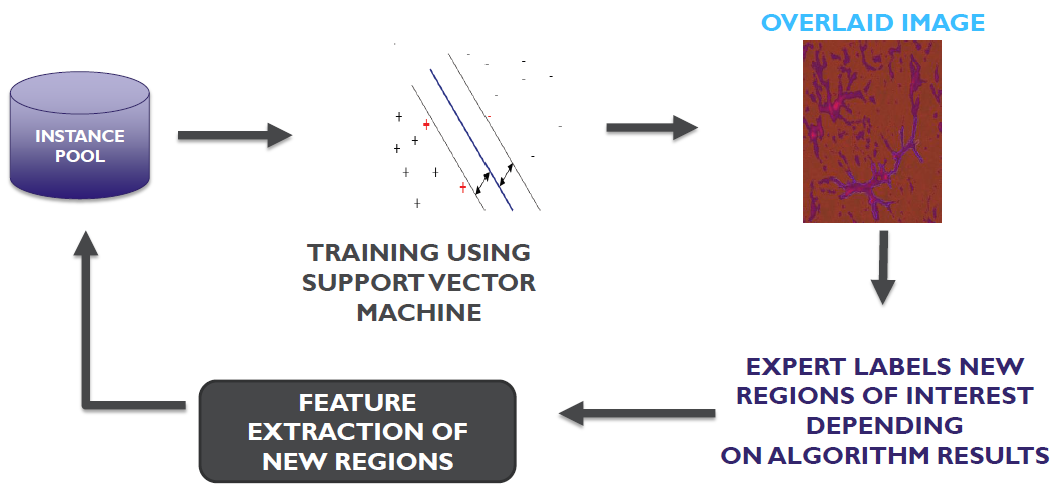 OVERLAID IMAGE
INSTANCE
POOL
TRAINING USING
SUPPORT VECTOR
MACHINE
EXPERT LABELS NEW
REGIONS OF INTEREST
DEPENDING
ON ALGORITHM RESULTS
FEATURE
EXTRACTION OF
NEW REGIONS